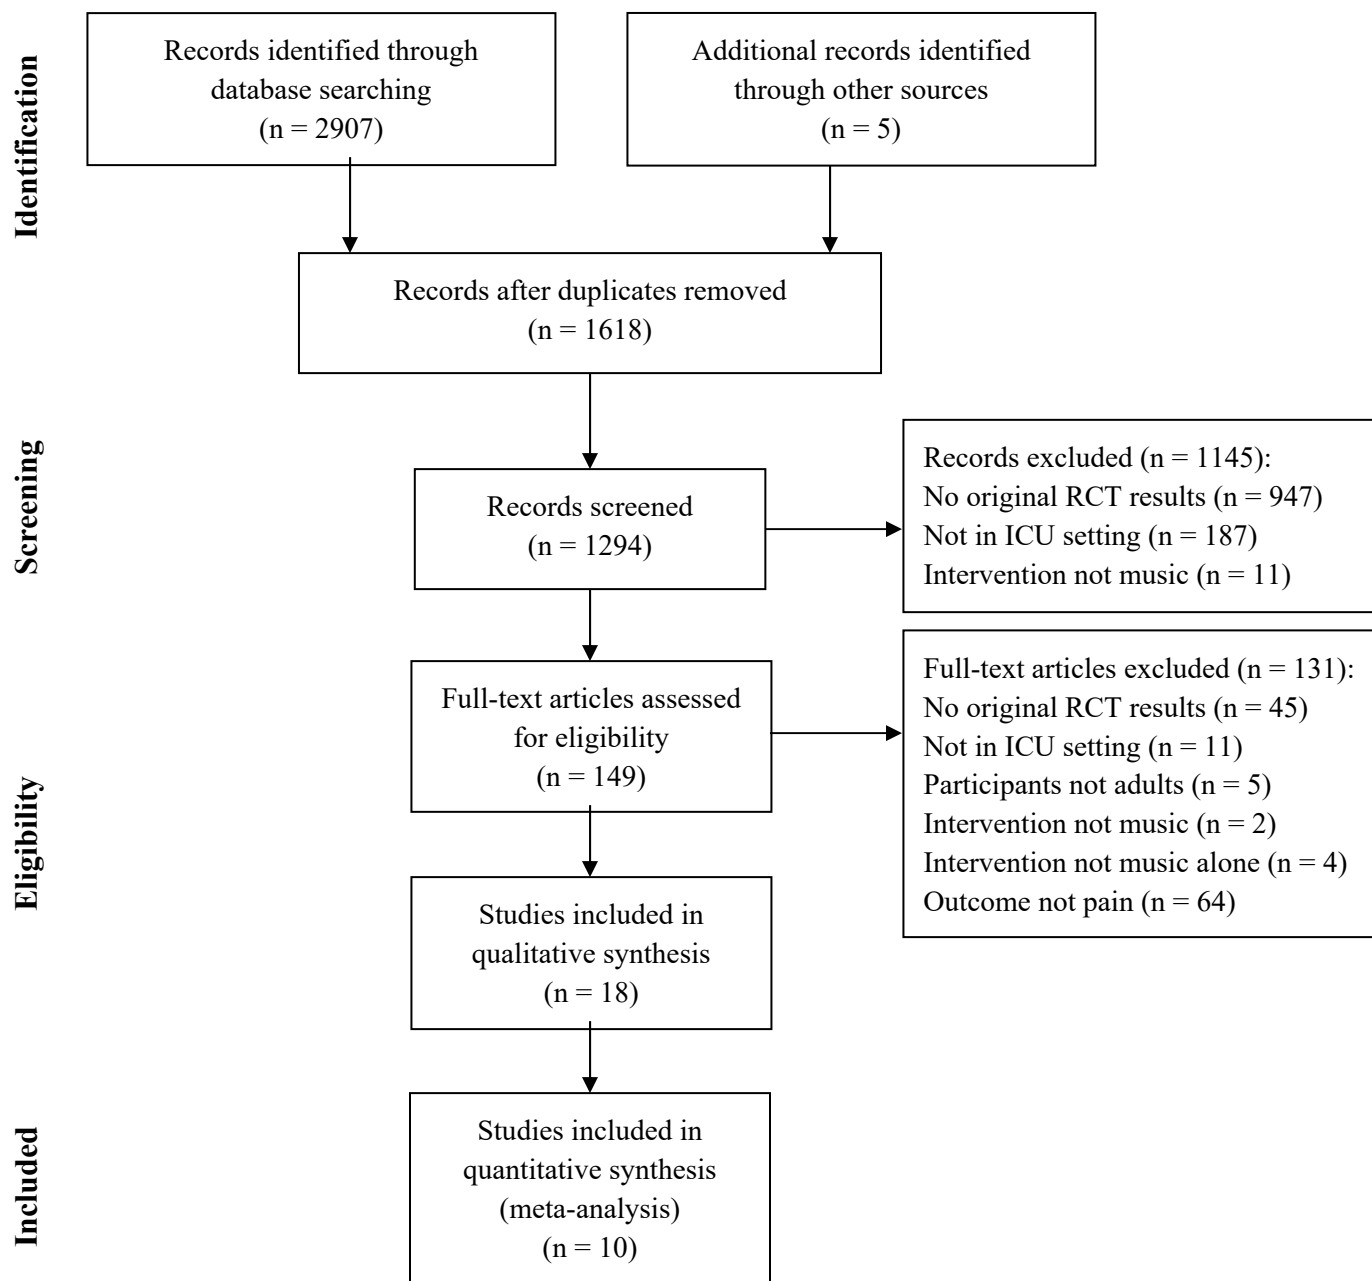 Identification
Records identified through
database searching
(n = 2907)
Additional records identified
through other sources
(n = 5)
Records after duplicates removed
(n = 1618)
Screening
Records screened
(n = 1294)
Records excluded (n = 1145):
No original RCT results (n = 947)
Not in ICU setting (n = 187)
Intervention not music (n = 11)
Eligibility
Full-text articles assessed
for eligibility
(n = 149)
Full-text articles excluded (n = 131):
No original RCT results (n = 45)
Not in ICU setting (n = 11)
Participants not adults (n = 5)
Intervention not music (n = 2)
Intervention not music alone (n = 4)
Outcome not pain (n = 64)
Studies included in
qualitative synthesis
(n = 18)
Included
Studies included in
quantitative synthesis
(meta-analysis)
(n = 10)